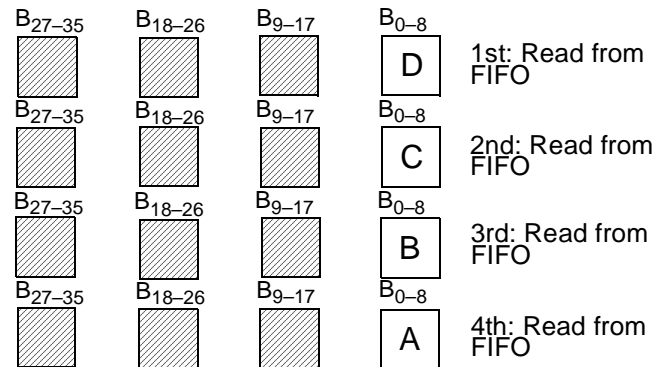 B27–35 B18–26 B9–17 B0–8
D 1st: Read from
FIFO
B27–35 B18–26 B9–17 B0–8
C 2nd: Read from
FIFO
B27–35 B18–26 B9–17 B0–8
B 3rd: Read from
FIFO
B27–35 B18–26 B9–17 B0–8
A 4th: Read from
FIFO